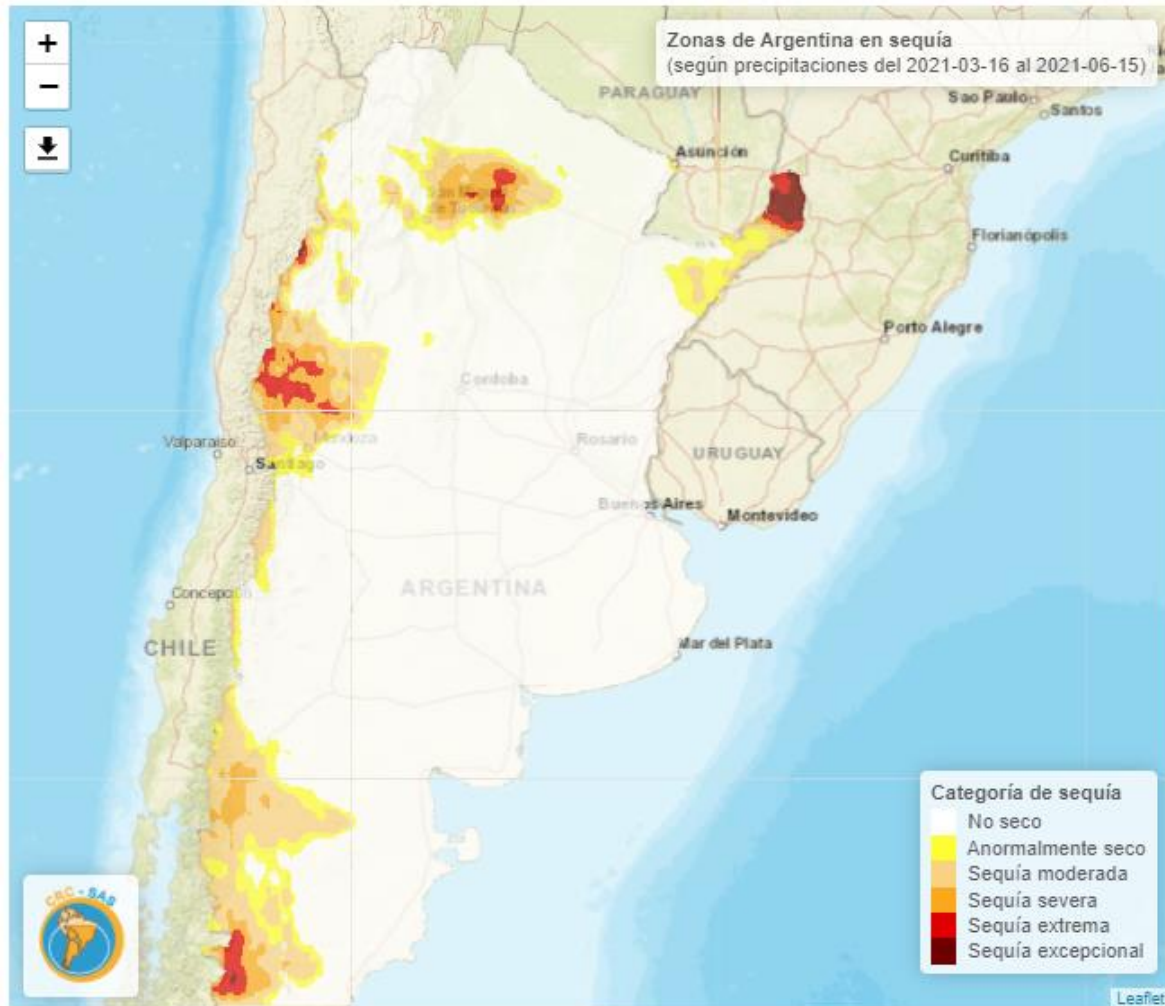 +
−
Zonas de Argentina en sequía
(según precipitaciones del 2021-03-16 al 2021-06-15)
PARAGUAY
Sao Paulo
Santos
Asunción
Curitiba
Florianópolis
Porto Alegre
Cordoba
Valparaiso
Mendoza
Rosario
Santiago
URUGUAY
Buenos Aires
Montevideo
ARGENTINA
Concepción
CHILE
Mar del Plata
Categoría de sequía
No seco
Anormalmente seco
Sequía moderada
Sequía severa
Sequía extrema
Sequía excepcional
CRC - SAS
Leaflet